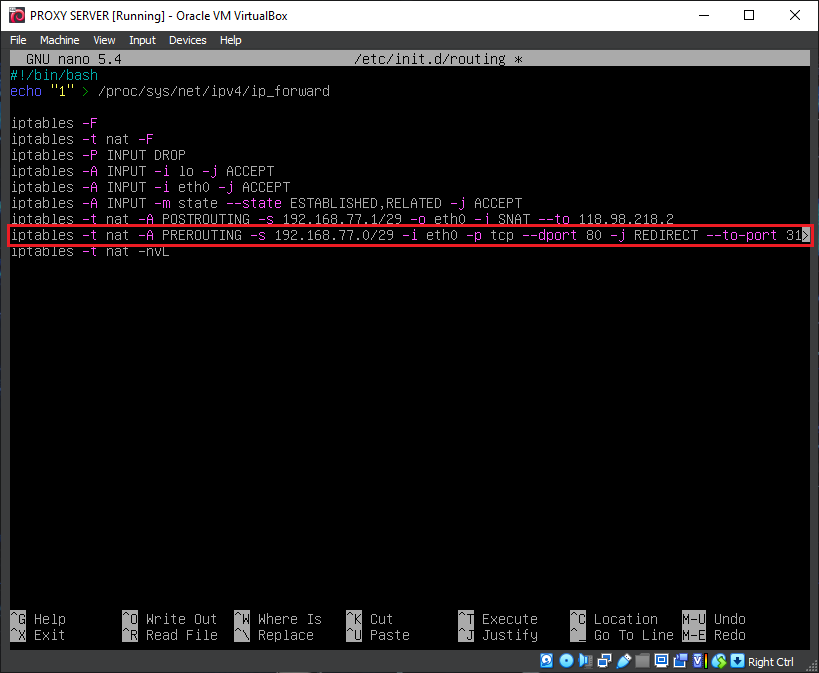 PROXY SERVER [Running] - Oracle VM VirtualBox
File Machine View Input Devices Help
GNU nano 5.4 /etc/init.d/routing *
#!/bin/bash
echo "1" > /proc/sys/net/ipv4/ip_forward
iptables -F
iptables -t nat -F
iptables -P INPUT DROP
iptables -A INPUT -i lo -j ACCEPT
iptables -A INPUT -i eth0 -j ACCEPT
iptables -A INPUT -m state --state ESTABLISHED,RELATED -j ACCEPT
iptables -t nat -A POSTROUTING -s 192.168.77.1/29 -o eth0 -j SNAT --to 118.98.218.2
iptables -t nat -A PREROUTING -s 192.168.77.0/29 -i eth0 -p tcp --dport 80 -j REDIRECT --to-port 31>
iptables -t nat -nvL
^G Help ^O Write Out ^W Where Is ^K Cut ^T Execute ^C Location M-U Undo
^X Exit ^R Read File ^\ Replace ^U Paste ^J Justify ^_ Go To Line M-E Redo
Right Ctrl